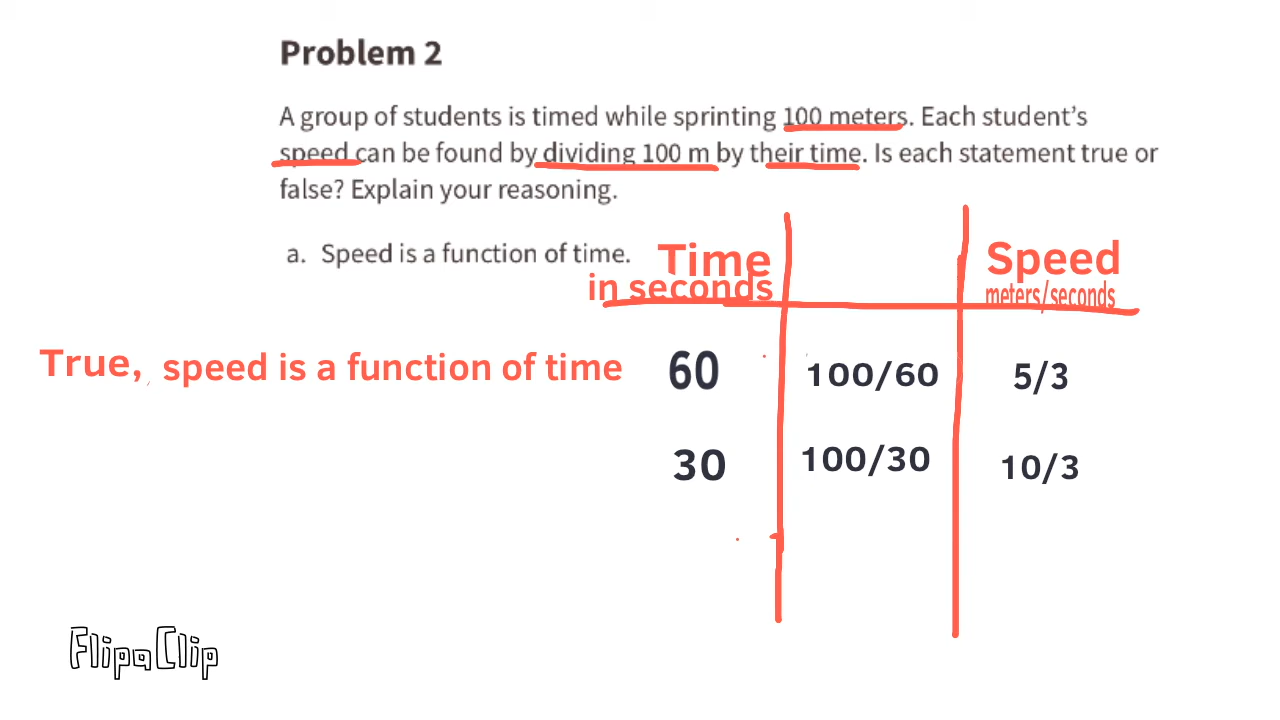 Problem 2
A group of students is timed while sprinting 100 meters. Each student's
speed can be found by dividing 100 m by their time. Is each statement true or
false? Explain your reasoning.
a. Speed is a function of time.
Time
in seconds
Speed
meters/seconds
True, speed is a function of time
60 100/60 5/3
30 100/30 10/3
FlipaClip